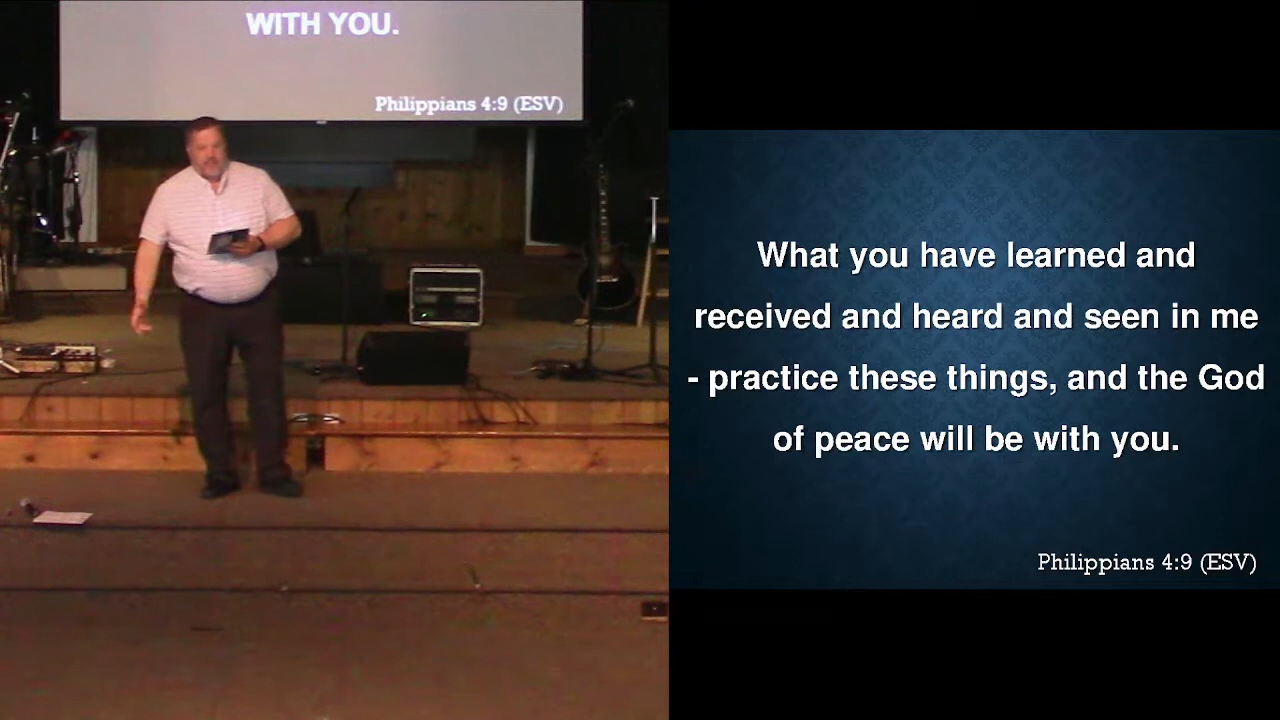 WITH YOU.
Philippians 4:9 (ESV)
What you have learned and
received and heard and seen in me
- practice these things, and the God
of peace will be with you.
Philippians 4:9 (ESV)